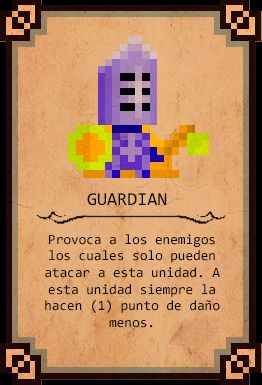 GUARDIAN
Provoca a los enemigos
los cuales solo pueden
atacar a esta unidad. A
esta unidad siempre la
hacen (1) punto de daño
menos.